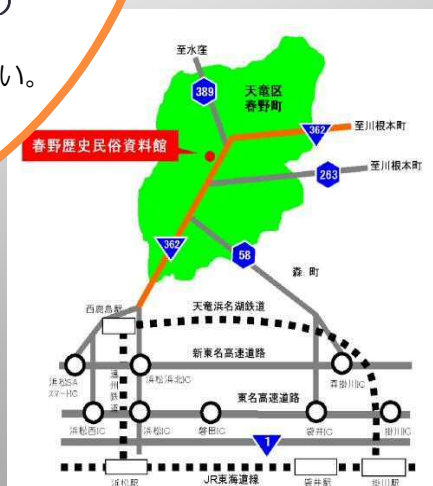 り
い。
至水窪
389
天竜区
春野町
362
至川根本町
春野歴史民俗資料館
至川根本町
263
362
58
森 町
西鹿島駅
天竜浜名湖鉄道
新東名高速道路
浜松SA
スマートIC
遠州鉄道
浜松浜北IC
森掛川IC
東名高速道路
浜松西IC
浜松IC
磐田IC
袋井IC
掛川IC
1
浜松駅
JR東海道線
袋井駅
掛川駅